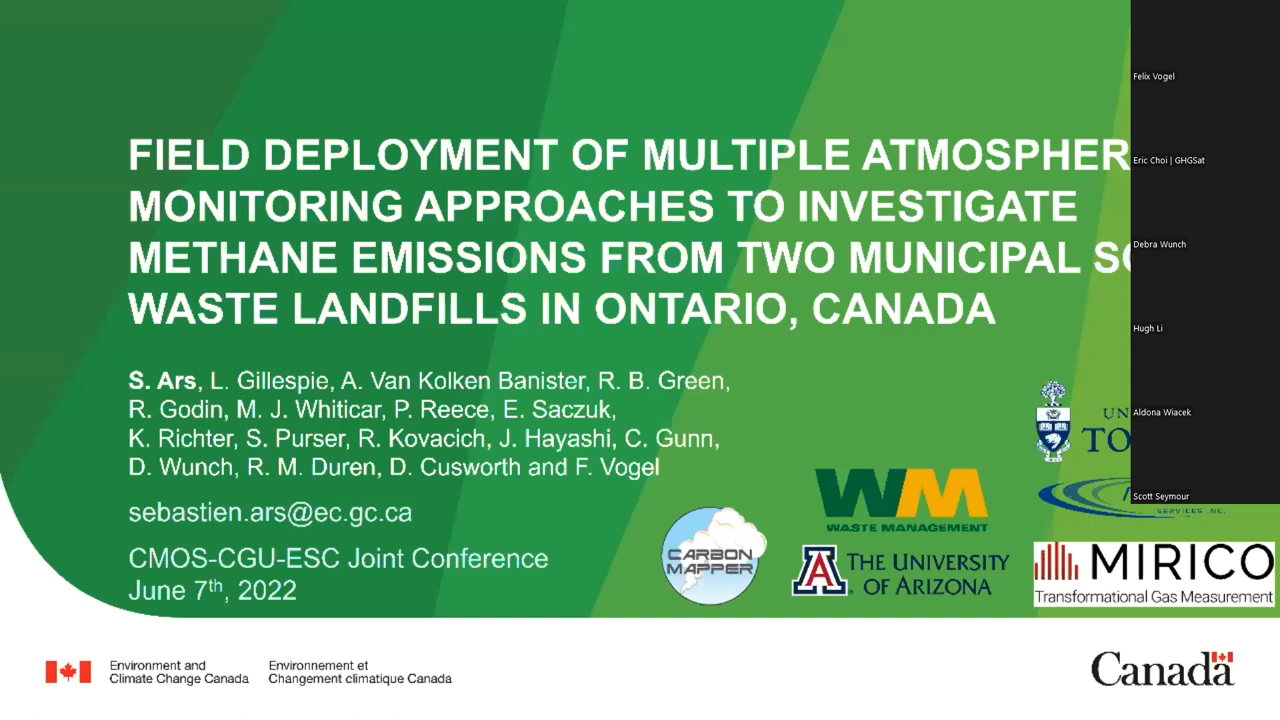 FIELD DEPLOYMENT OF MULTIPLE ATMOSPHER
MONITORING APPROACHES TO INVESTIGATE
METHANE EMISSIONS FROM TWO MUNICIPAL
WASTE LANDFILLS IN ONTARIO, CANADA
S. Ars, L. Gillespie, A. Van Kolken Banister, R. B. Green,
R. Godin, M. J. Whiticar, P. Reece, E. Saczuk,
K. Richter, S. Purser, R. Kovacich, J. Hayashi, C. Gunn,
D. Wunch, R. M. Duren, D. Cusworth and F. Vogel
sebastien.ars@ec.gc.ca
CMOS-CGU-ESC Joint Conference
June 7th, 2022
CARBON
MAPPER
WM
WASTE MANAGEMENT
A
THE UNIVERSITY
OF ARIZONA
UN
TO
SERVICES INC.
MIRICO
Transformational Gas Measurement
Felix Vogel
Eric Choi | GHGSat
Debra Wunch
Hugh Li
Aldona Wiacek
Scott Seymour
Environment and
Climate Change Canada
Environnement et
Changement climatique Canada
Canada